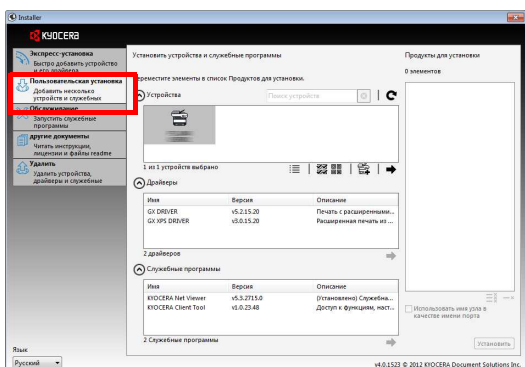 Installer
KYOCERA
Экспресс-установка
Быстро добавить устройство
и его драйвера
Пользовательская установка
Добавить несколько
устройств и служебных
Обслуживание
Запустить служебные
программы
другие документы
Читать инструкции,
лицензии и файлы readme
Удалить
Удалить устройства,
драйверы и служебные
Язык
Русский
Установить устройства и служебные программы
Переместите элементы в список Продуктов для установки.
Устройства
Поиск устройств
1 из 1 устройств выбрано
Драйверы
Имя Версия Описание
GX DRIVER v5.2.15.20 Печать с расширенными...
GX XPS DRIVER v3.0.15.20 Расширенная печать из ...
2 драйверов
Служебные программы
Имя Версия Описание
KYOCERA Net Viewer v5.3.2715.0 (Установлено) Служебна...
KYOCERA Client Tool v1.0.23.48 Доступ к функциям, наст...
2 Служебные программы
Продукты для установки
0 элементов
Использовать имя узла в
качестве имени порта
Установить
v4.0.1523 © 2012 KYOCERA Document Solutions Inc.